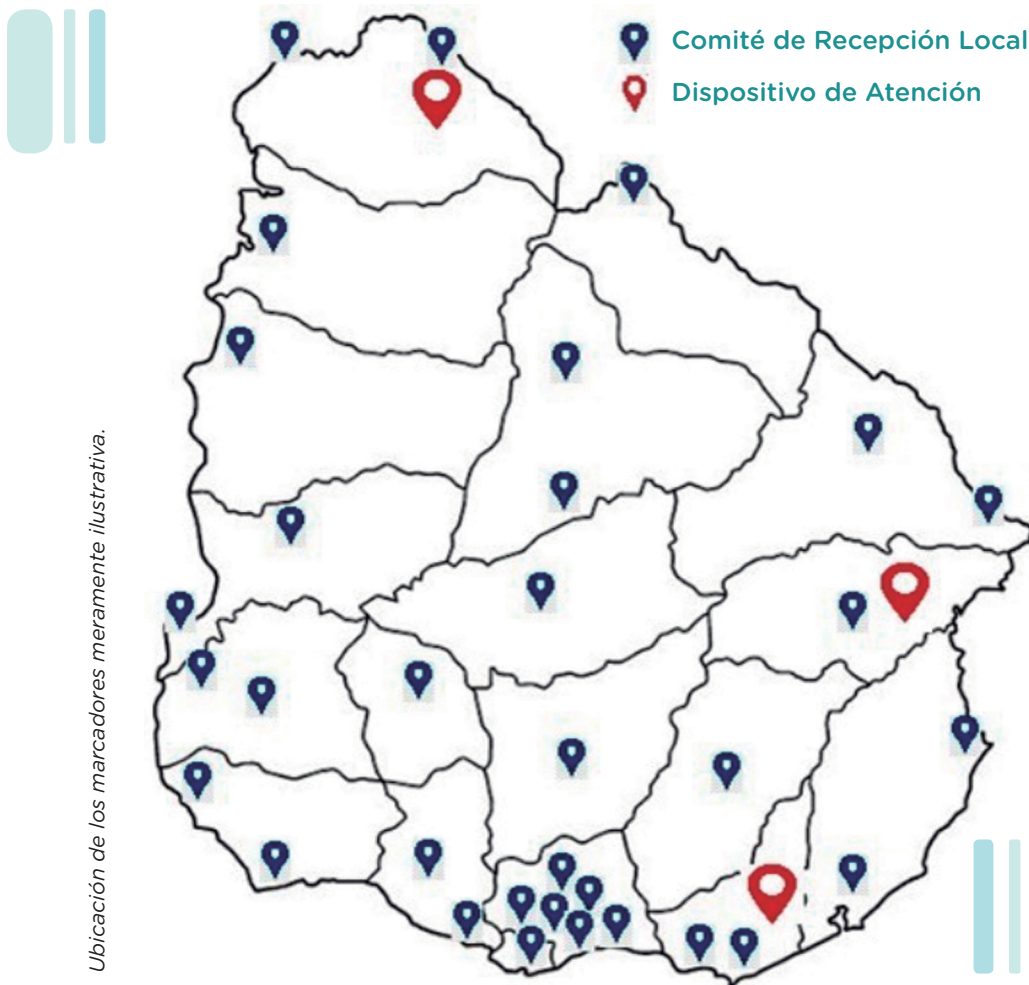 Comité de Recepción Local
Dispositivo de Atención
Ubicación de los marcadores meramente ilustrativa.